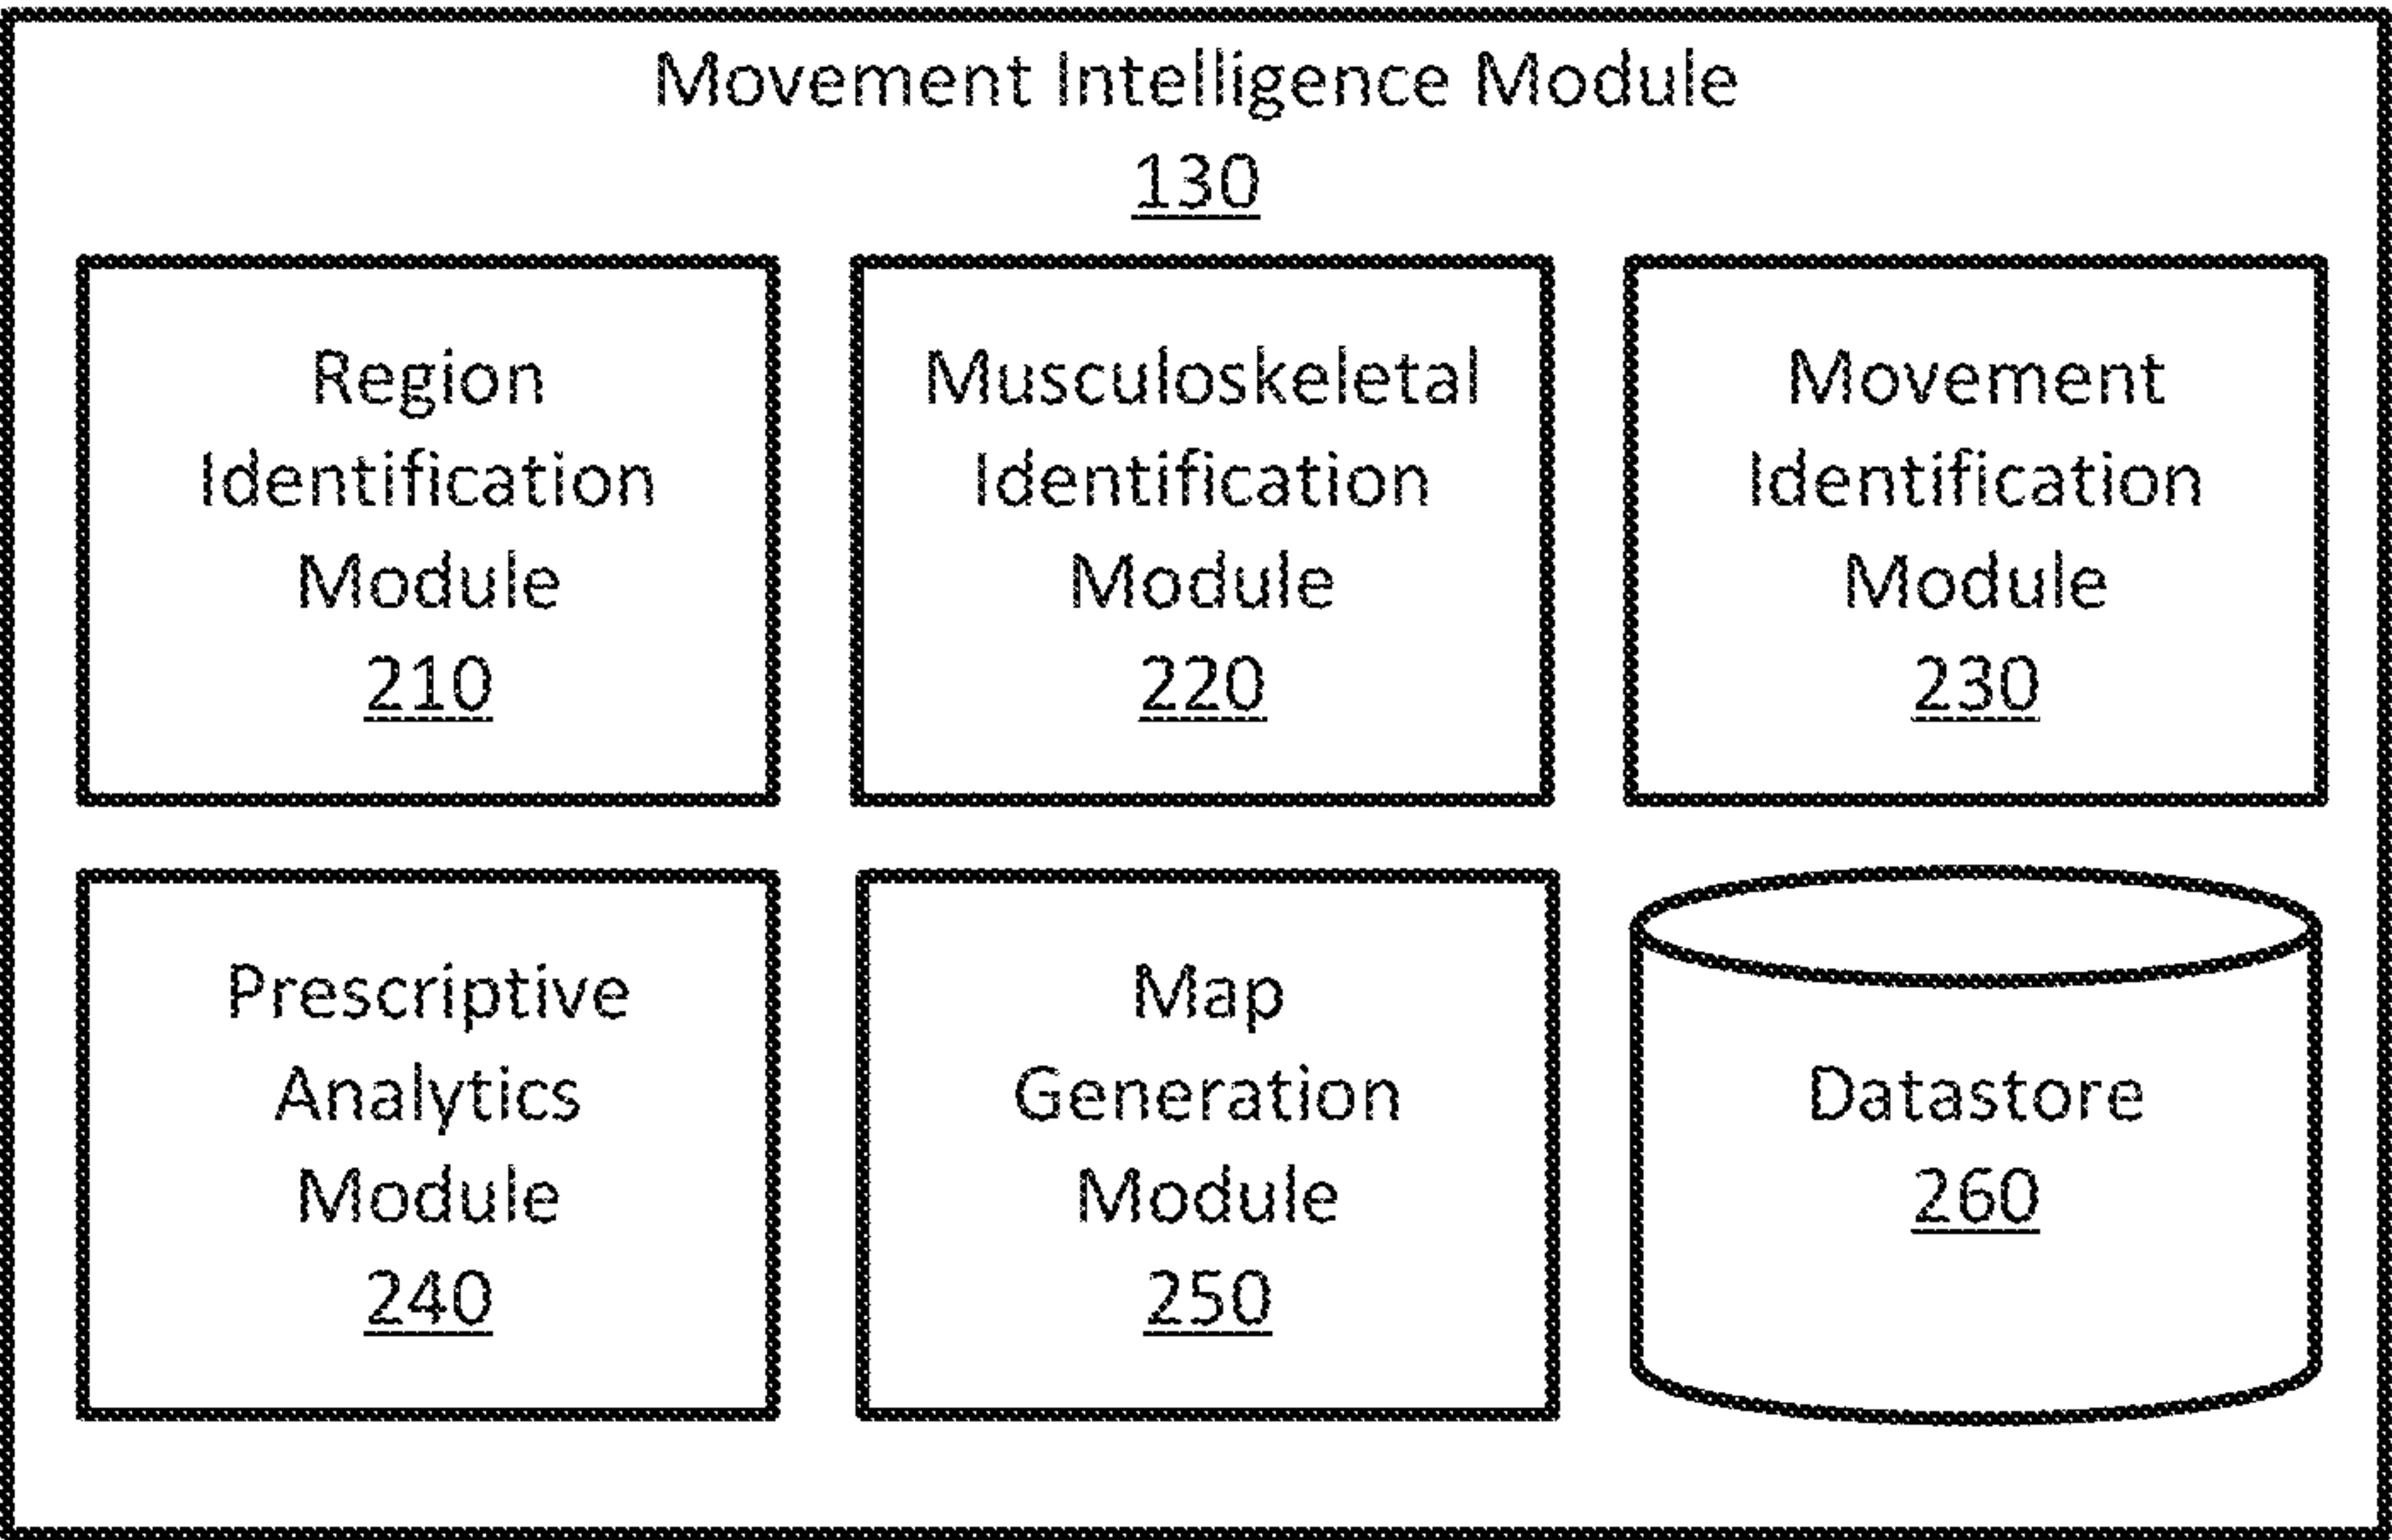 Movement Intelligence Module
130
Region
Identification
Module
210
Musculoskeletal
Identification
Module
220
Movement
Identification
Module
230
Prescriptive
Analytics
Module
240
Map
Generation
Module
250
Datastore
260